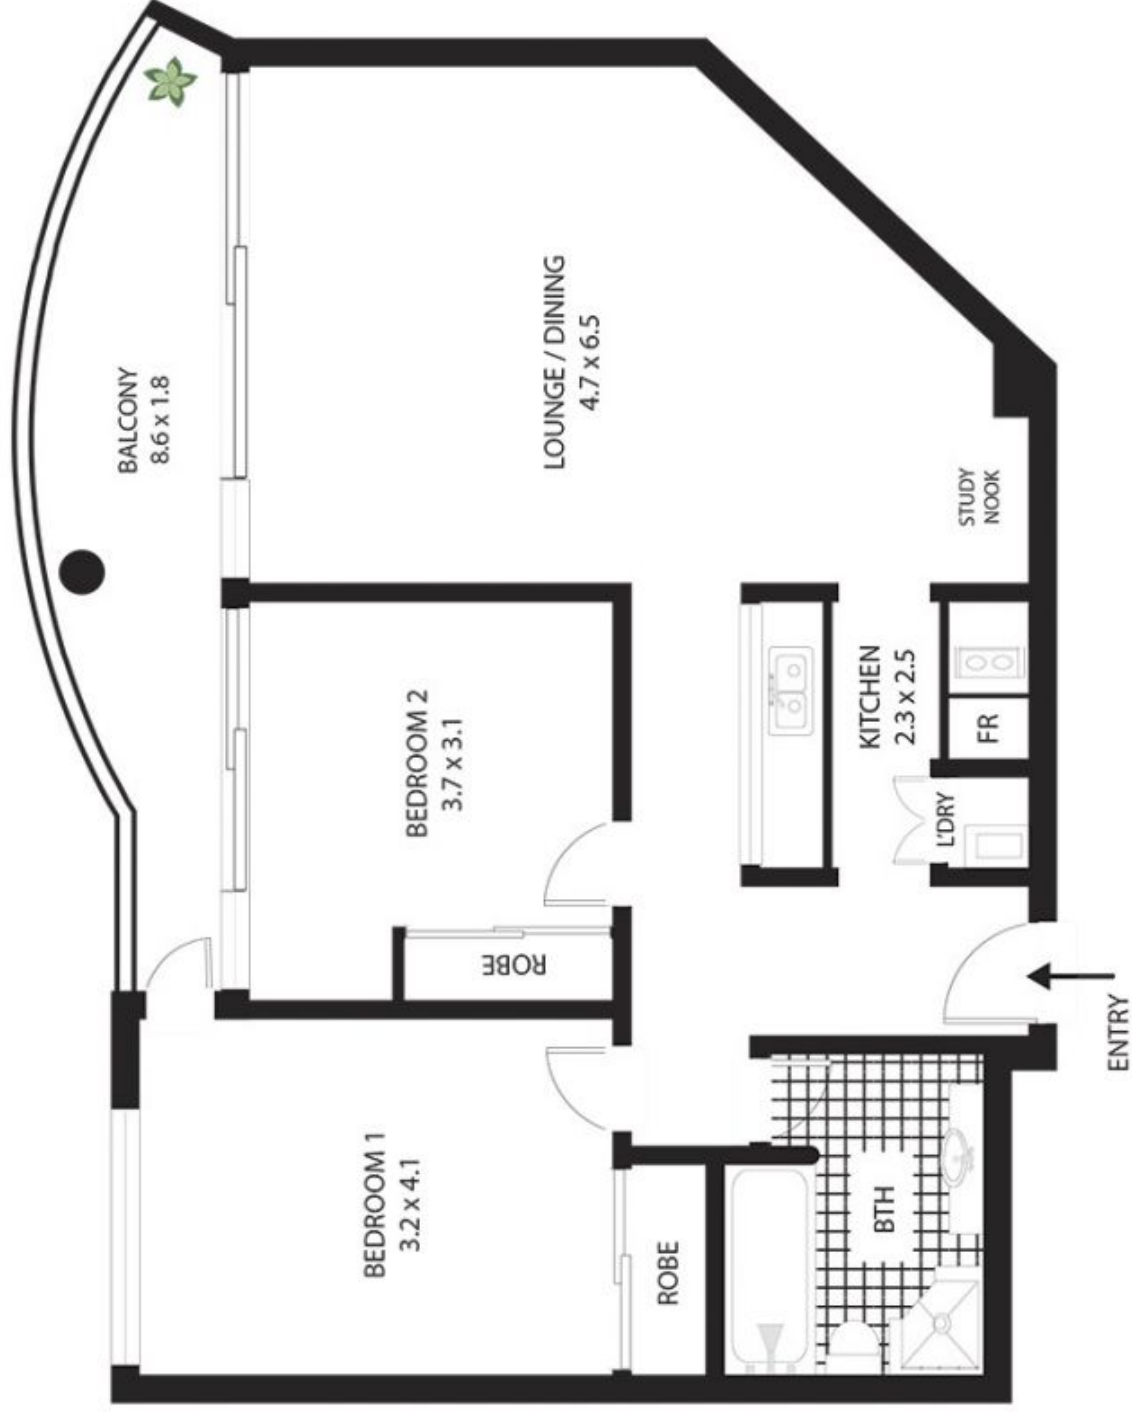 BALCONY
8.6 x 1.8
LOUNGE / DINING
4.7 x 6.5
STUDY
NOOK
BEDROOM 2
3.7 x 3.1
KITCHEN
2.3 x 2.5
FR
L'DRY
ROBE
BEDROOM 1
3.2 x 4.1
ROBE
BTH
ENTRY